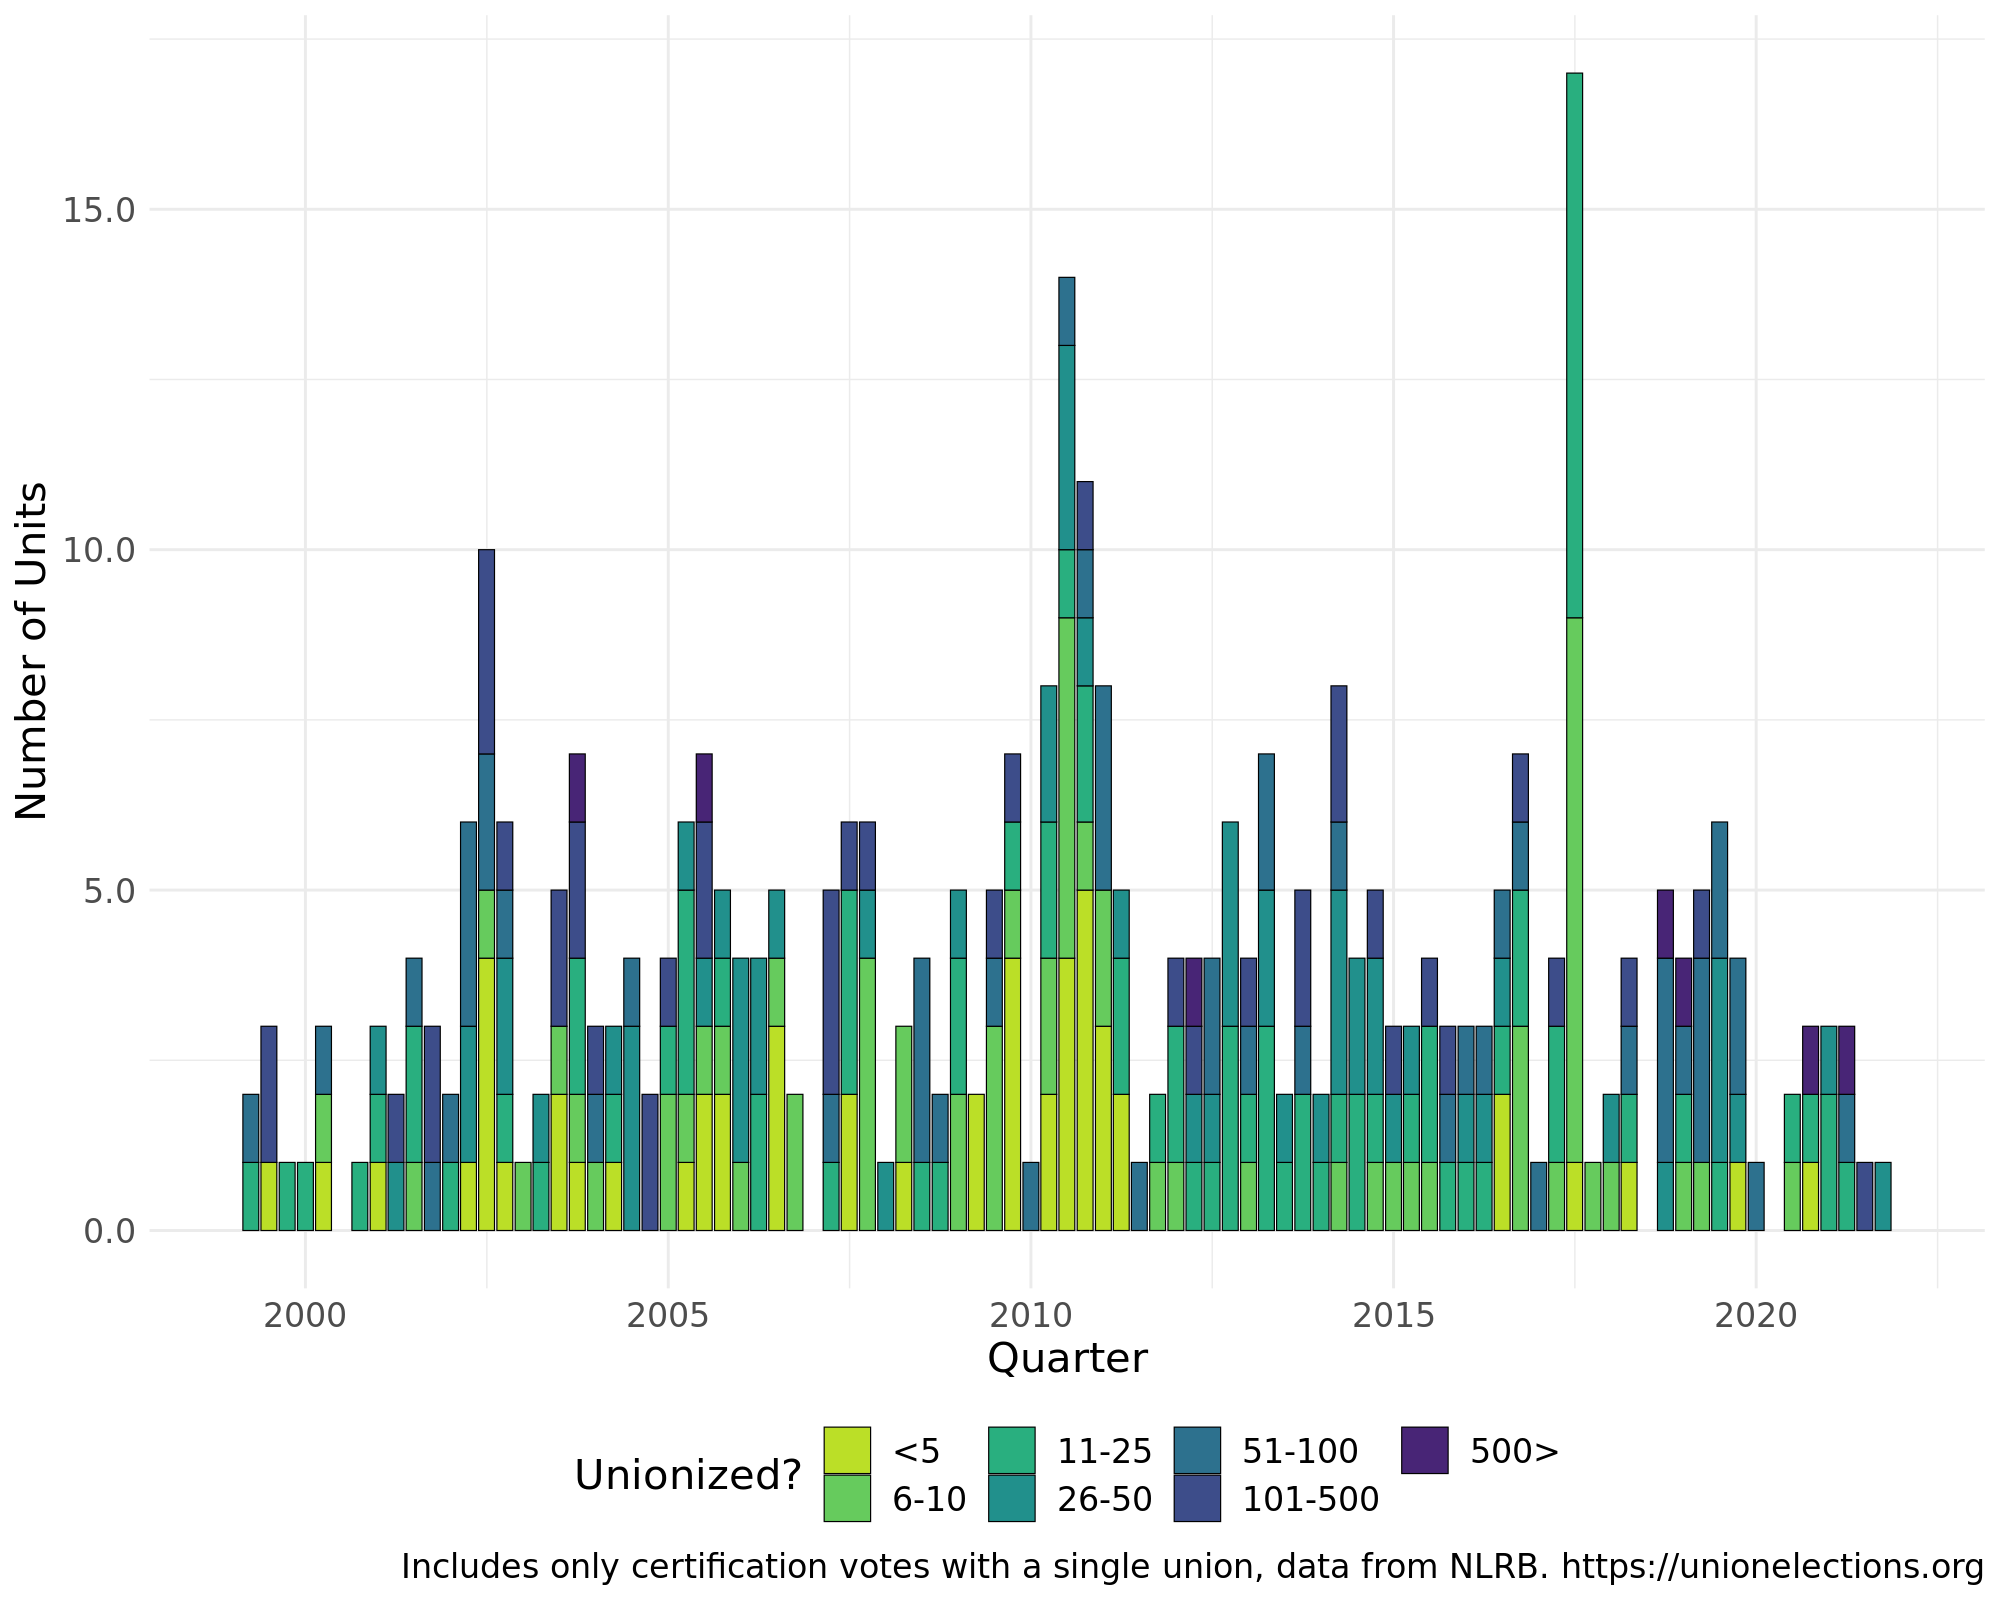 15.0
10.0
5.0
0.0
Number of Units
2000 2005 2010 2015 2020
Quarter
Unionized?
<5 11-25 51-100 500>
6-10 26-50 101-500
Includes only certification votes with a single union, data from NLRB. https://unionelections.org